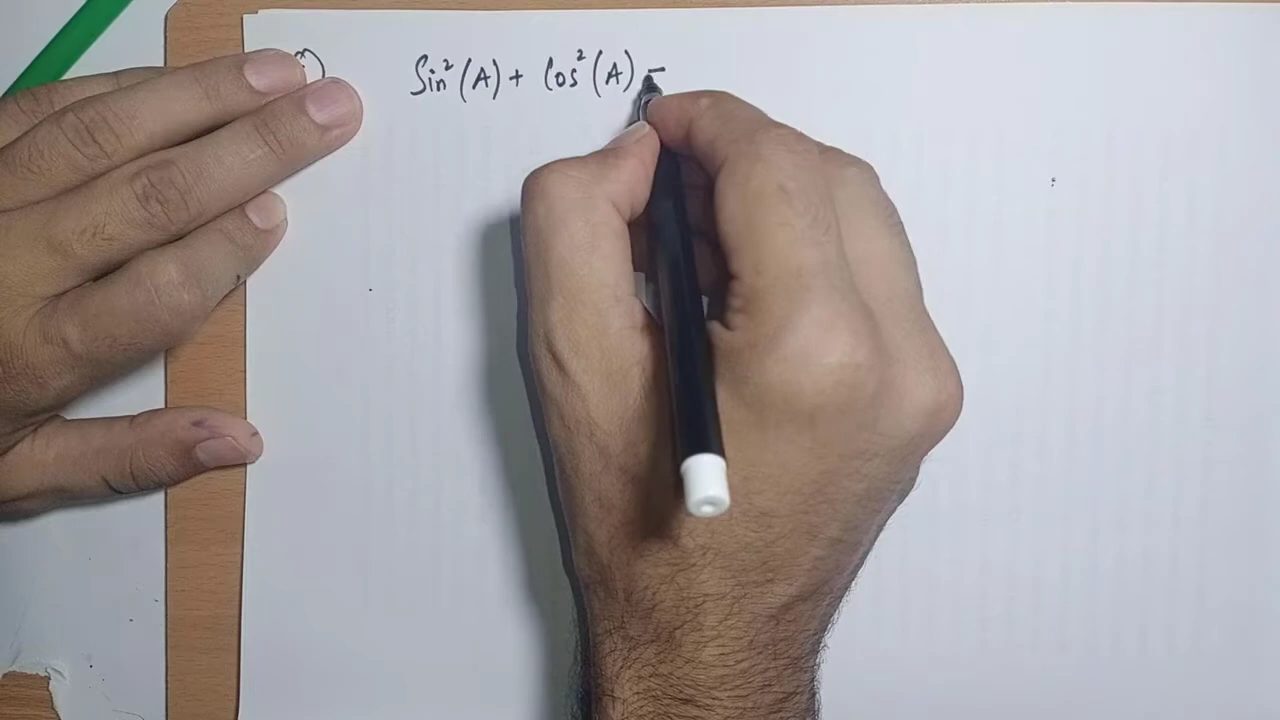 Sin²(A) + Cos²(A) =